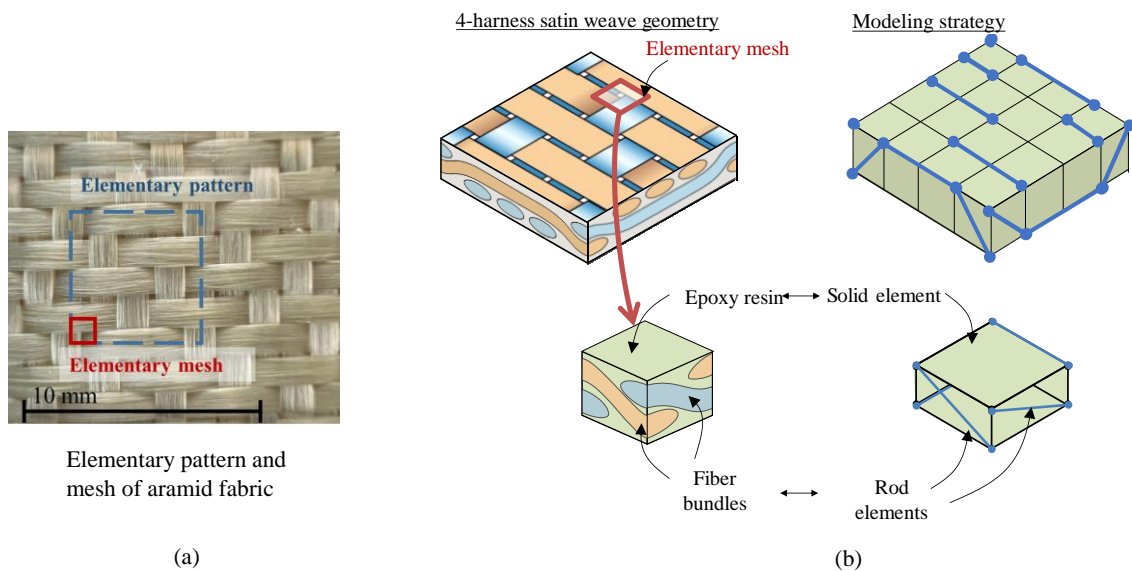 4-harness satin weave geometry
Modeling strategy
Elementary mesh
Elementary pattern
Elementary mesh
10 mm
Epoxy resin
Solid element
Elementary pattern and
mesh of aramid fabric
Fiber
bundles
Rod
elements
(a)
(b)